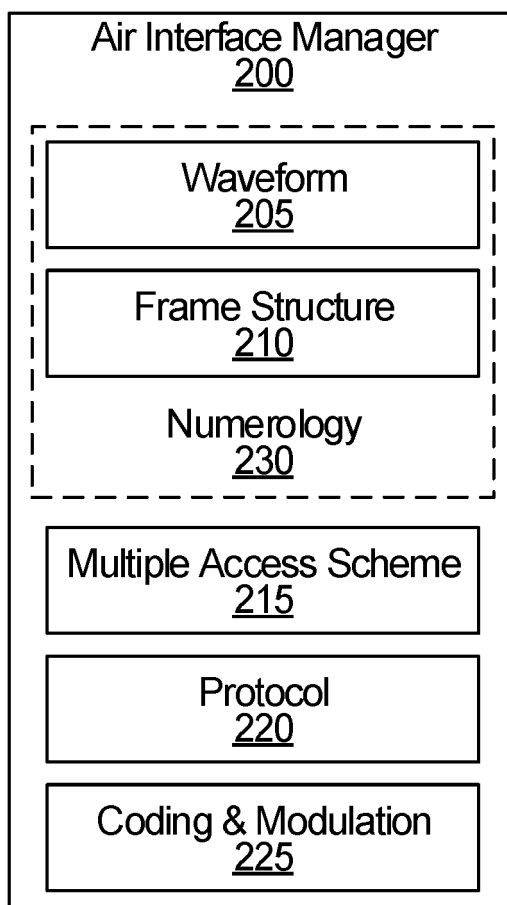 Air Interface Manager
200
Waveform
205
Frame Structure
210
Numerology
230
Multiple Access Scheme
215
Protocol
220
Coding & Modulation
225